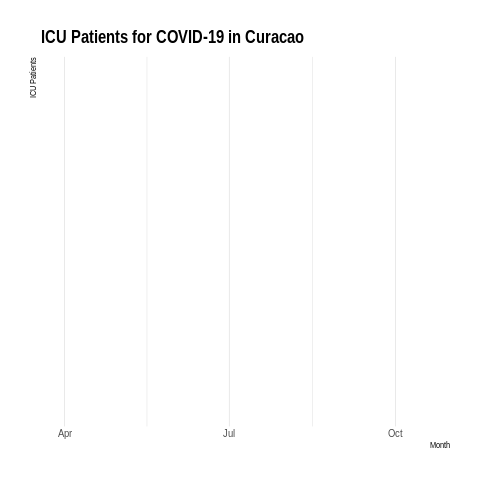 ICU Patients for COVID-19 in Curacao
ICU Patients
Apr
Jul
Oct
Month